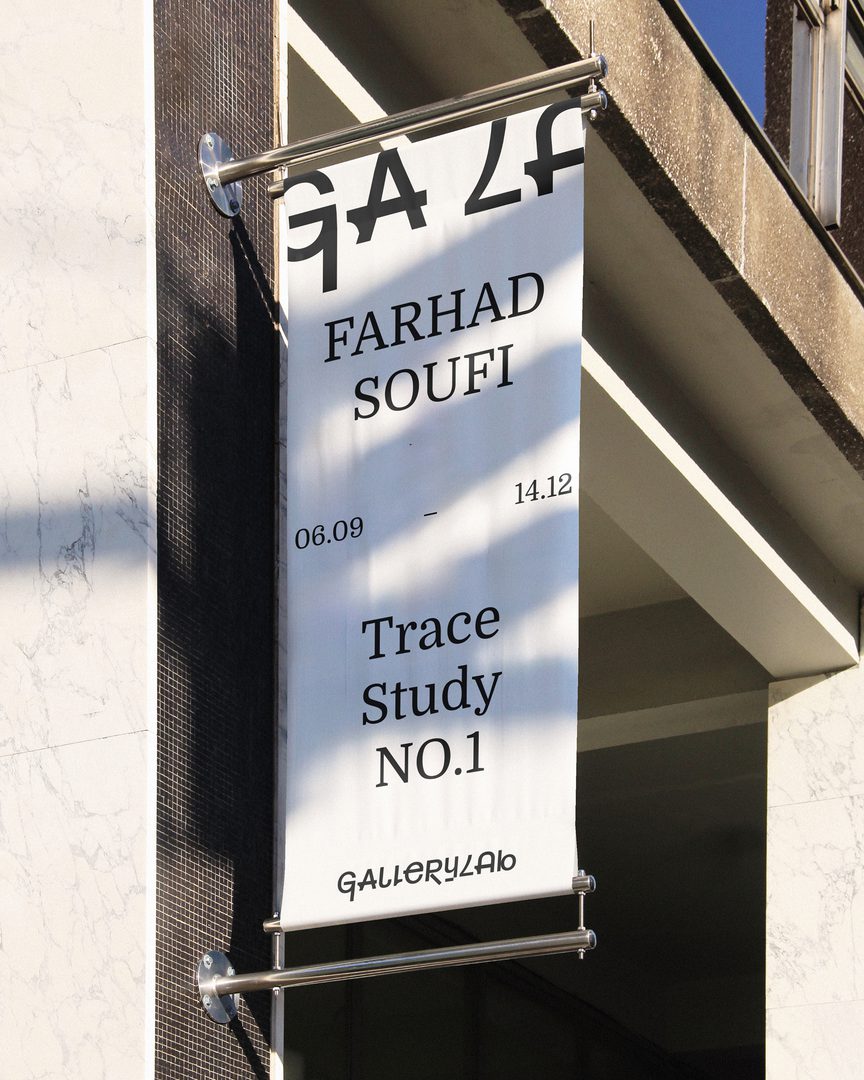 GA LA
FARHAD
SOUFI
06.09 – 14.12
Trace
Study
NO.1
GALLERYLAb